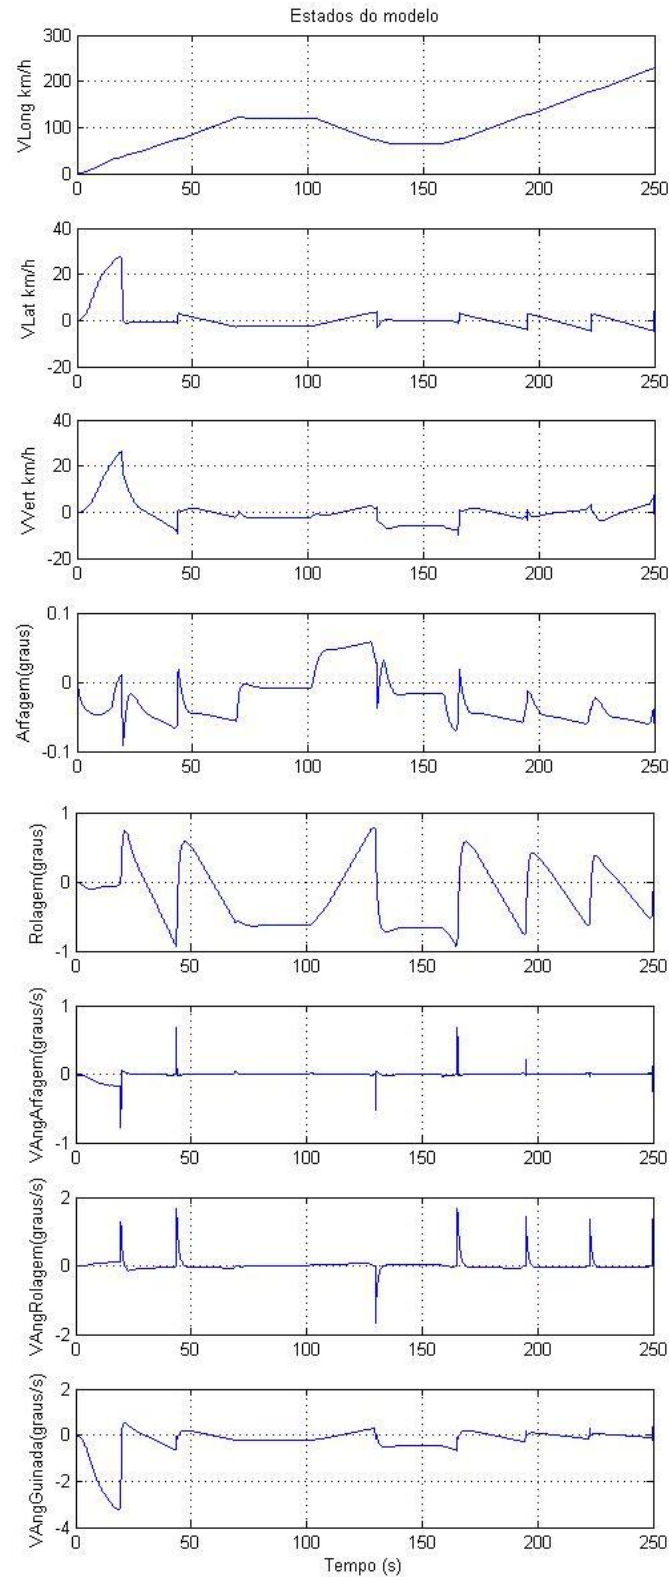 Estados do modelo
300
200
100
0
VLong km/h
0 50 100 150 200 250
40
20
0
-20
VLat km/h
0 50 100 150 200 250
40
20
0
-20
VVert km/h
0 50 100 150 200 250
0.1
0
-0.1
Arfagem(graus)
0 50 100 150 200 250
1
0
-1
Rolagem(graus)
0 50 100 150 200 250
1
0
-1
VAngArfagem(graus/s)
0 50 100 150 200 250
2
0
-2
VAngRolagem(graus/s)
0 50 100 150 200 250
2
0
-2
-4
VAngGuinada(graus/s)
0 50 100 150 200 250
Tempo (s)